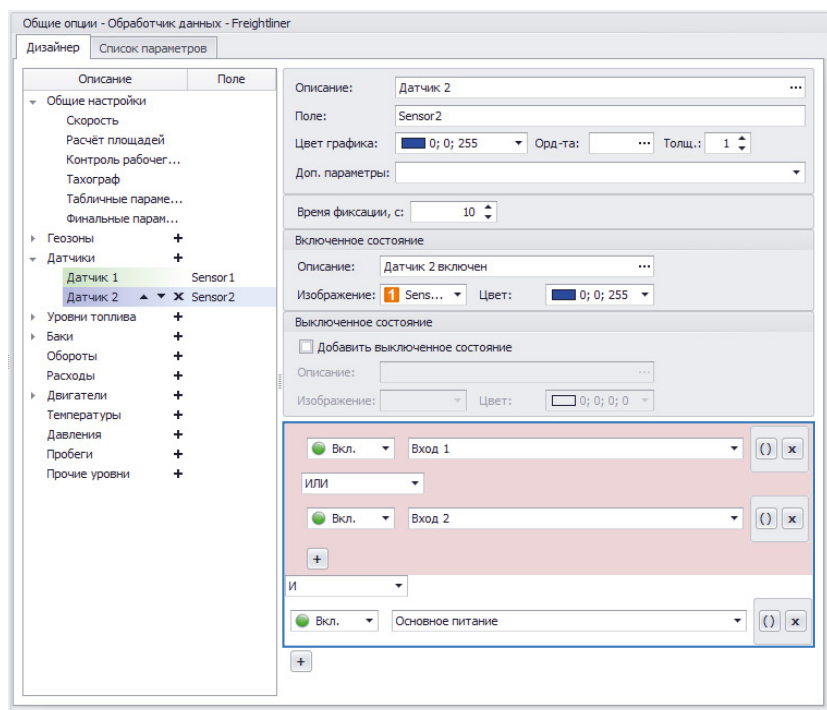 Общие опции - Обработчик данных - Freightliner
Дизайнер Список параметров
Описание Поле
Общие настройки
Скорость
Расчёт площадей
Контроль рабочег...
Тахограф
Табличные параме...
Финальные парам...
Геозоны +
Датчики +
Датчик 1 Sensor1
Датчик 2 Sensor2
Уровни топлива +
Баки +
Обороты +
Расходы +
Двигатели +
Температуры +
Давления +
Пробеги +
Прочие уровни +
Описание: Датчик 2 ...
Поле: Sensor2
Цвет графика: 0; 0; 255 Орд-та: ... Толщ.: 1
Доп. параметры:
Время фиксации, с: 10
Включенное состояние
Описание: Датчик 2 включен ...
Изображение: 1 Sens... Цвет: 0; 0; 255
Выключенное состояние
Добавить выключенное состояние
Описание: ...
Изображение: Цвет: 0; 0; 0; 0
Вкл. Вход 1 () x
ИЛИ
Вкл. Вход 2 () x
+
И
Вкл. Основное питание () x
+